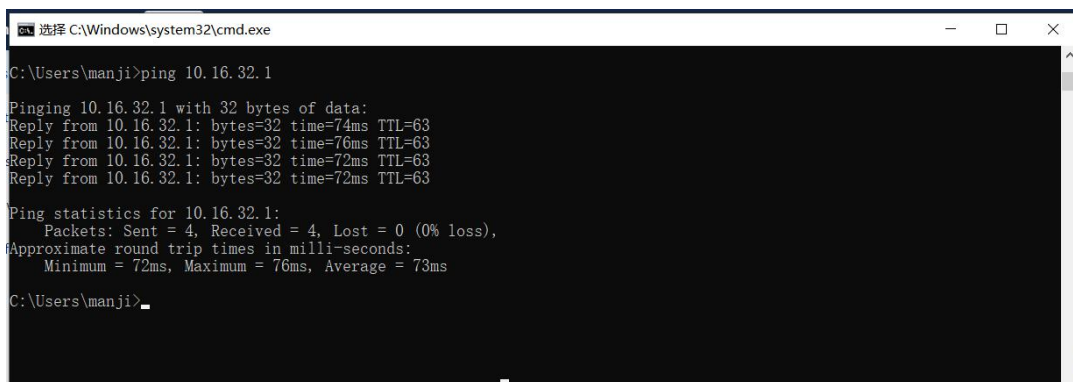 选择 C:\Windows\system32\cmd.exe
C:\Users\manji>ping 10.16.32.1
Pinging 10.16.32.1 with 32 bytes of data:
Reply from 10.16.32.1: bytes=32 time=74ms TTL=63
Reply from 10.16.32.1: bytes=32 time=76ms TTL=63
Reply from 10.16.32.1: bytes=32 time=72ms TTL=63
Reply from 10.16.32.1: bytes=32 time=72ms TTL=63
Ping statistics for 10.16.32.1:
Packets: Sent = 4, Received = 4, Lost = 0 (0% loss),
Approximate round trip times in milli-seconds:
Minimum = 72ms, Maximum = 76ms, Average = 73ms
C:\Users\manji>